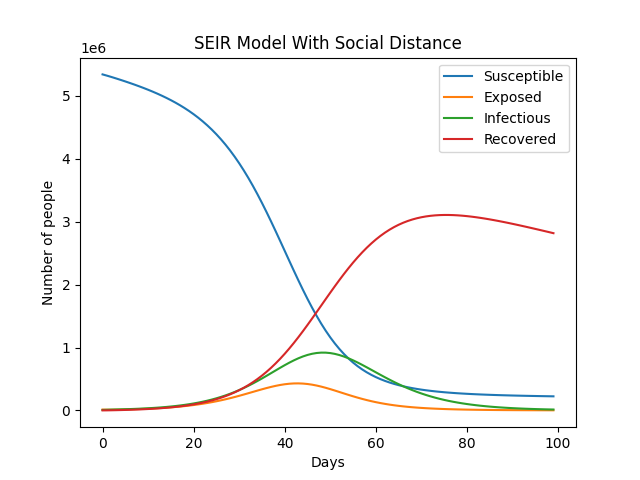 SEIR Model With Social Distance
1e6
Susceptible
Exposed
Infectious
Recovered
5
4
3
2
1
0
Number of people
0 20 40 60 80 100
Days